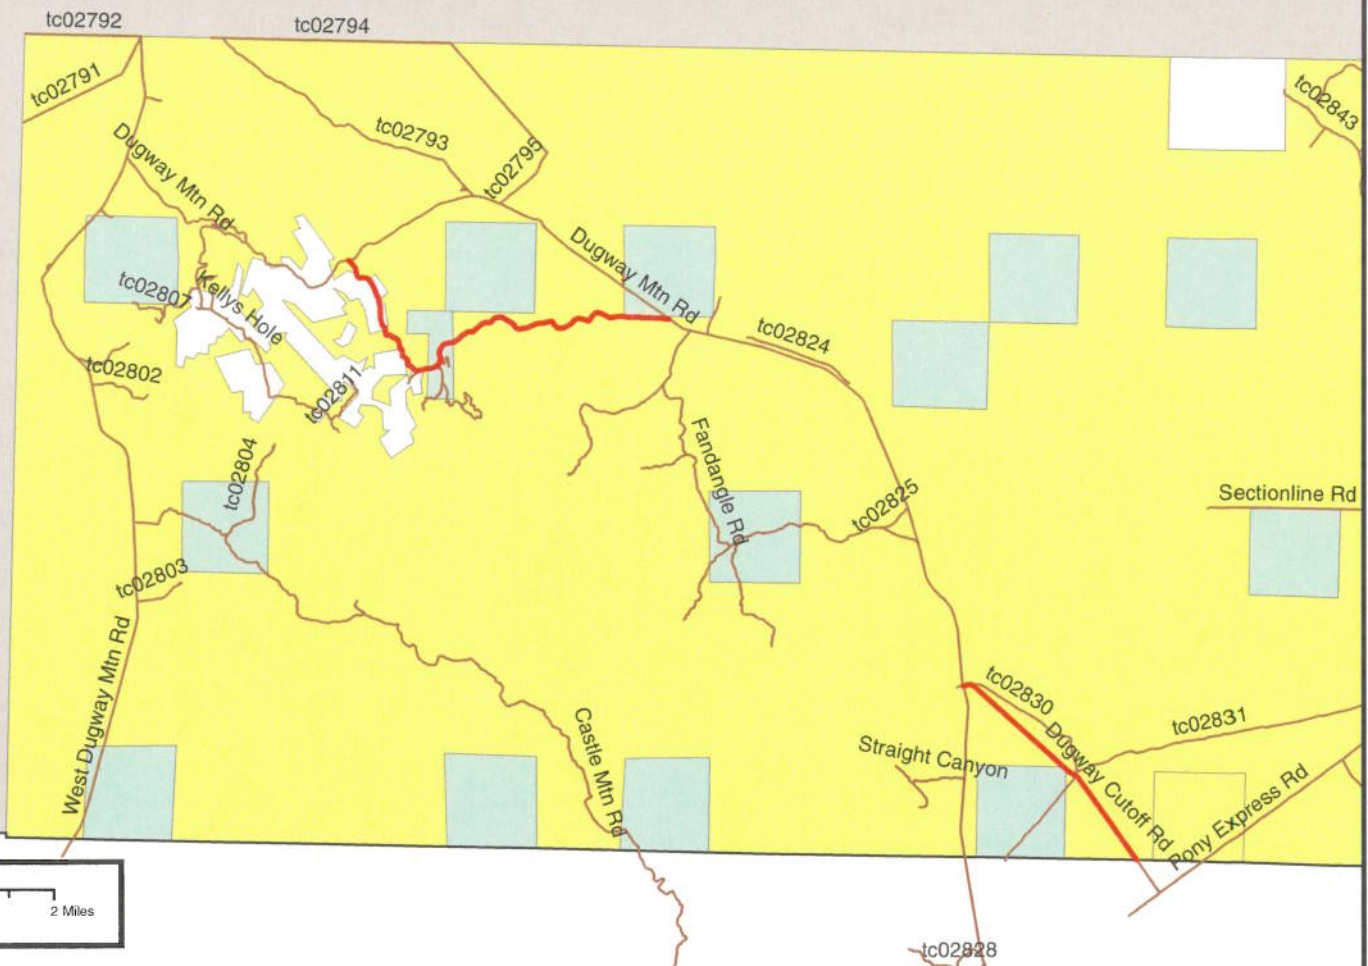 tc02792
tc02794
tc02791
tc02843
tc02793
Dugway Mtn Rd
tc02795
Dugway Mtn Rd
tc02807
Kellys Hole
tc02824
tc02802
tc02811
tc02804
Fandangle Rd
tc02825
Sectionline Rd
tc02803
West Dugway Mtn Rd
tc02830
tc02831
Castle Mtn Rd
Straight Canyon
Dugway Cutoff Rd
Pony Express Rd
2 Miles
tc02828